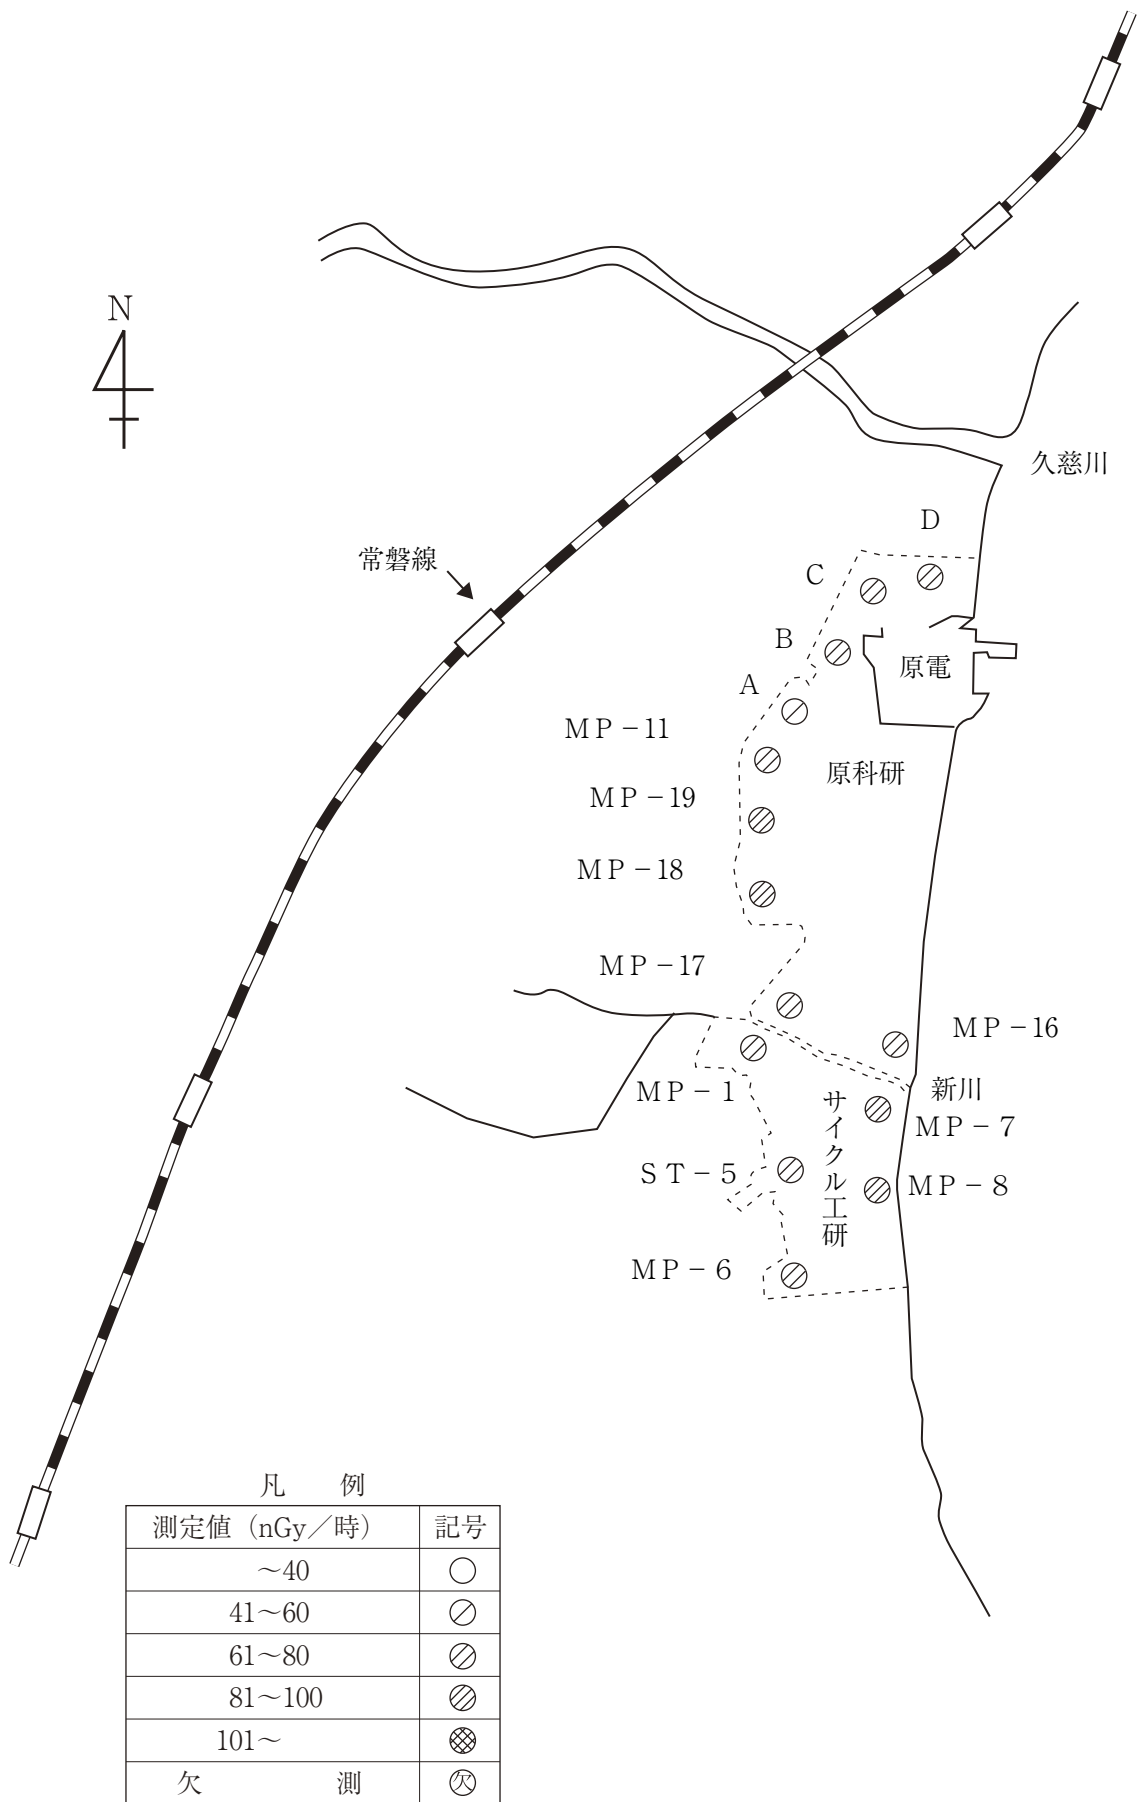 N
久慈川
D
常磐線
C
B
原電
A
MP－11
原科研
MP－19
MP－18
MP－17
MP－16
新川
MP－1
サイクル工研
MP－7
ST－5
MP－8
MP－6
凡　例
測定値（nGy／時）　記号
～40
41～60
61～80
81～100
101～
欠　測　欠